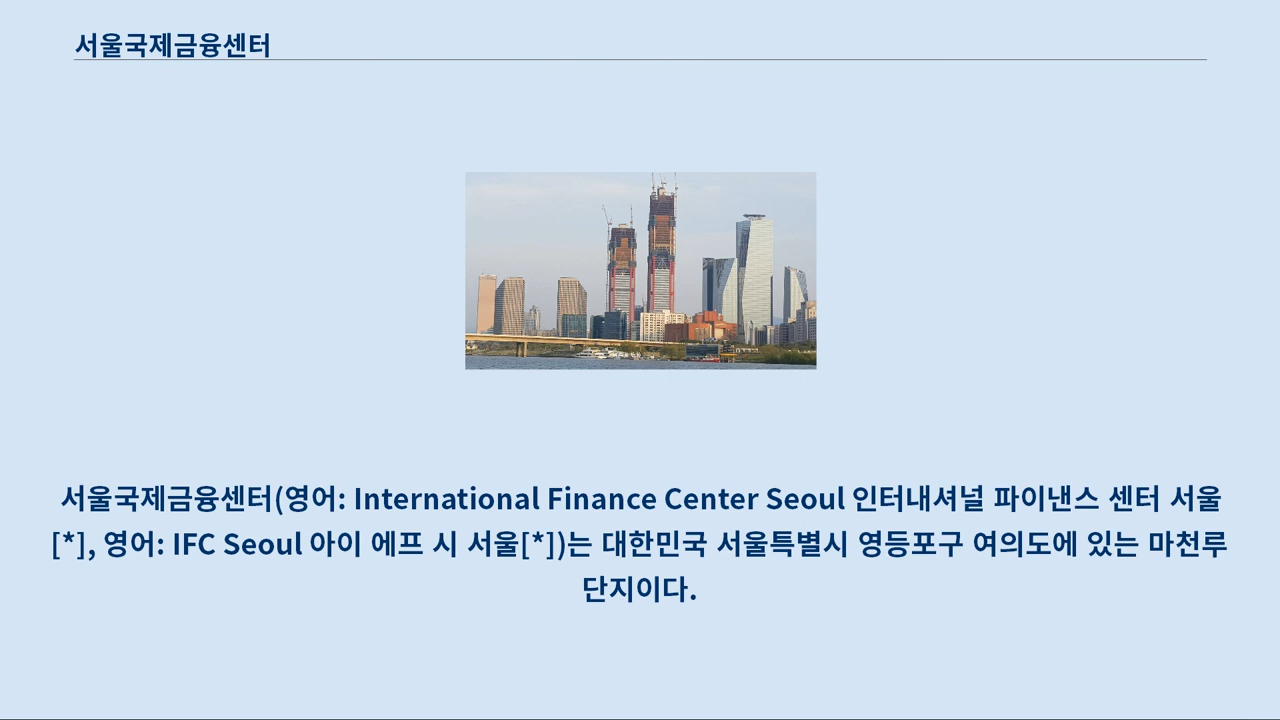 서울국제금융센터
서울국제금융센터(영어: International Finance Center Seoul 인터내셔널 파이낸스 센터 서울
[*], 영어: IFC Seoul 아이 에프 시 서울[*])는 대한민국 서울특별시 영등포구 여의도에 있는 마천루
단지이다.